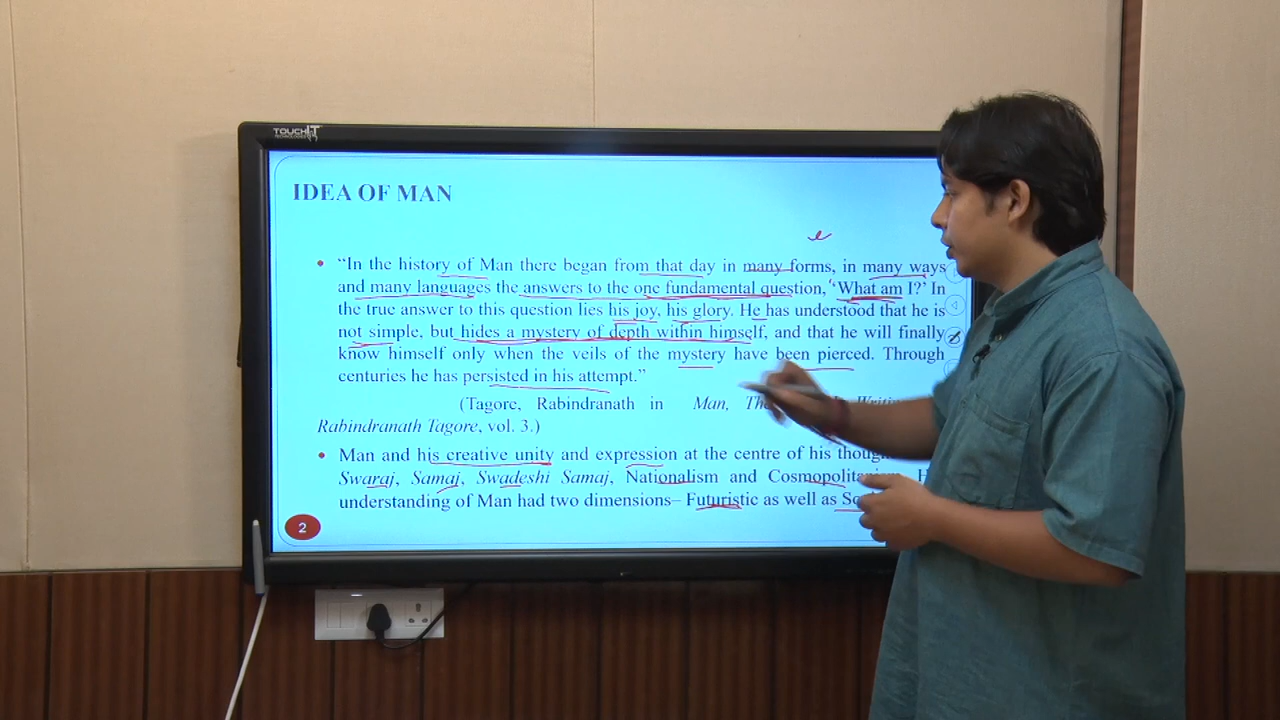 TOUCHIT
TECHNOLOGIES
IDEA OF MAN
• “In the history of Man there began from that day in many forms, in many ways
and many languages the answers to the one fundamental question, ‘What am I?’ In
the true answer to this question lies his joy, his glory. He has understood that he is
not simple, but hides a mystery of depth within himself, and that he will finally
know himself only when the veils of the mystery have been pierced. Through
centuries he has persisted in his attempt.”
(Tagore, Rabindranath in Man,
Rabindranath Tagore, vol. 3.)
• Man and his creative unity and expression at the centre of his
Swaraj, Samaj, Swadeshi Samaj, Nationalism and Cosmopolitanism.
understanding of Man had two dimensions– Futuristic as well as
2